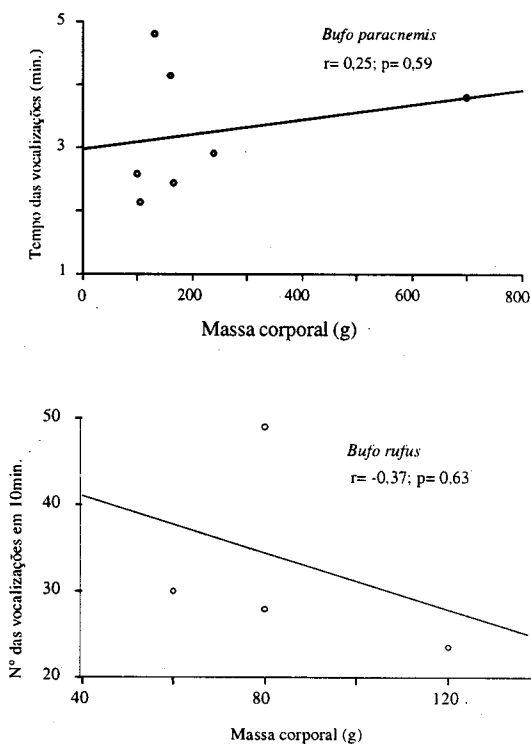 5
Bufo paracnemis
r= 0,25; p= 0,59
3
Tempo das vocalizações (min.)
1
0
200
400
600
800
Massa corporal (g)
50
Bufo rufus
r= -0,37; p= 0,63
40
Nº das vocalizações em 10min.
30
20
40
80
120
Massa corporal (g)